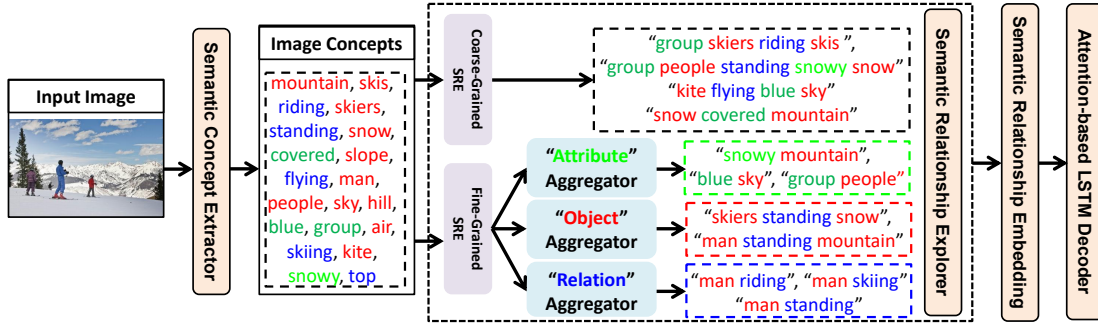 Input Image
Semantic Concept Extractor
Image Concepts
mountain, skis,
riding, skiers,
standing, snow,
covered, slope,
flying, man,
people, sky, hill,
blue, group, air,
skiing, kite,
snowy, top
Coarse-Grained
SRE
Fine-Grained
SRE
“group skiers riding skis ”,
“group people standing snowy snow”
“kite flying blue sky”
“snow covered mountain”
“Attribute”
Aggregator
“snowy mountain”,
“blue sky”, “group people”
“Object”
Aggregator
“skiers standing snow”,
“man standing mountain”
“Relation”
Aggregator
“man riding”, “man skiing”
“man standing”
Semantic Relationship Explorer
Semantic Relationship Embedding
Attention-based LSTM Decoder